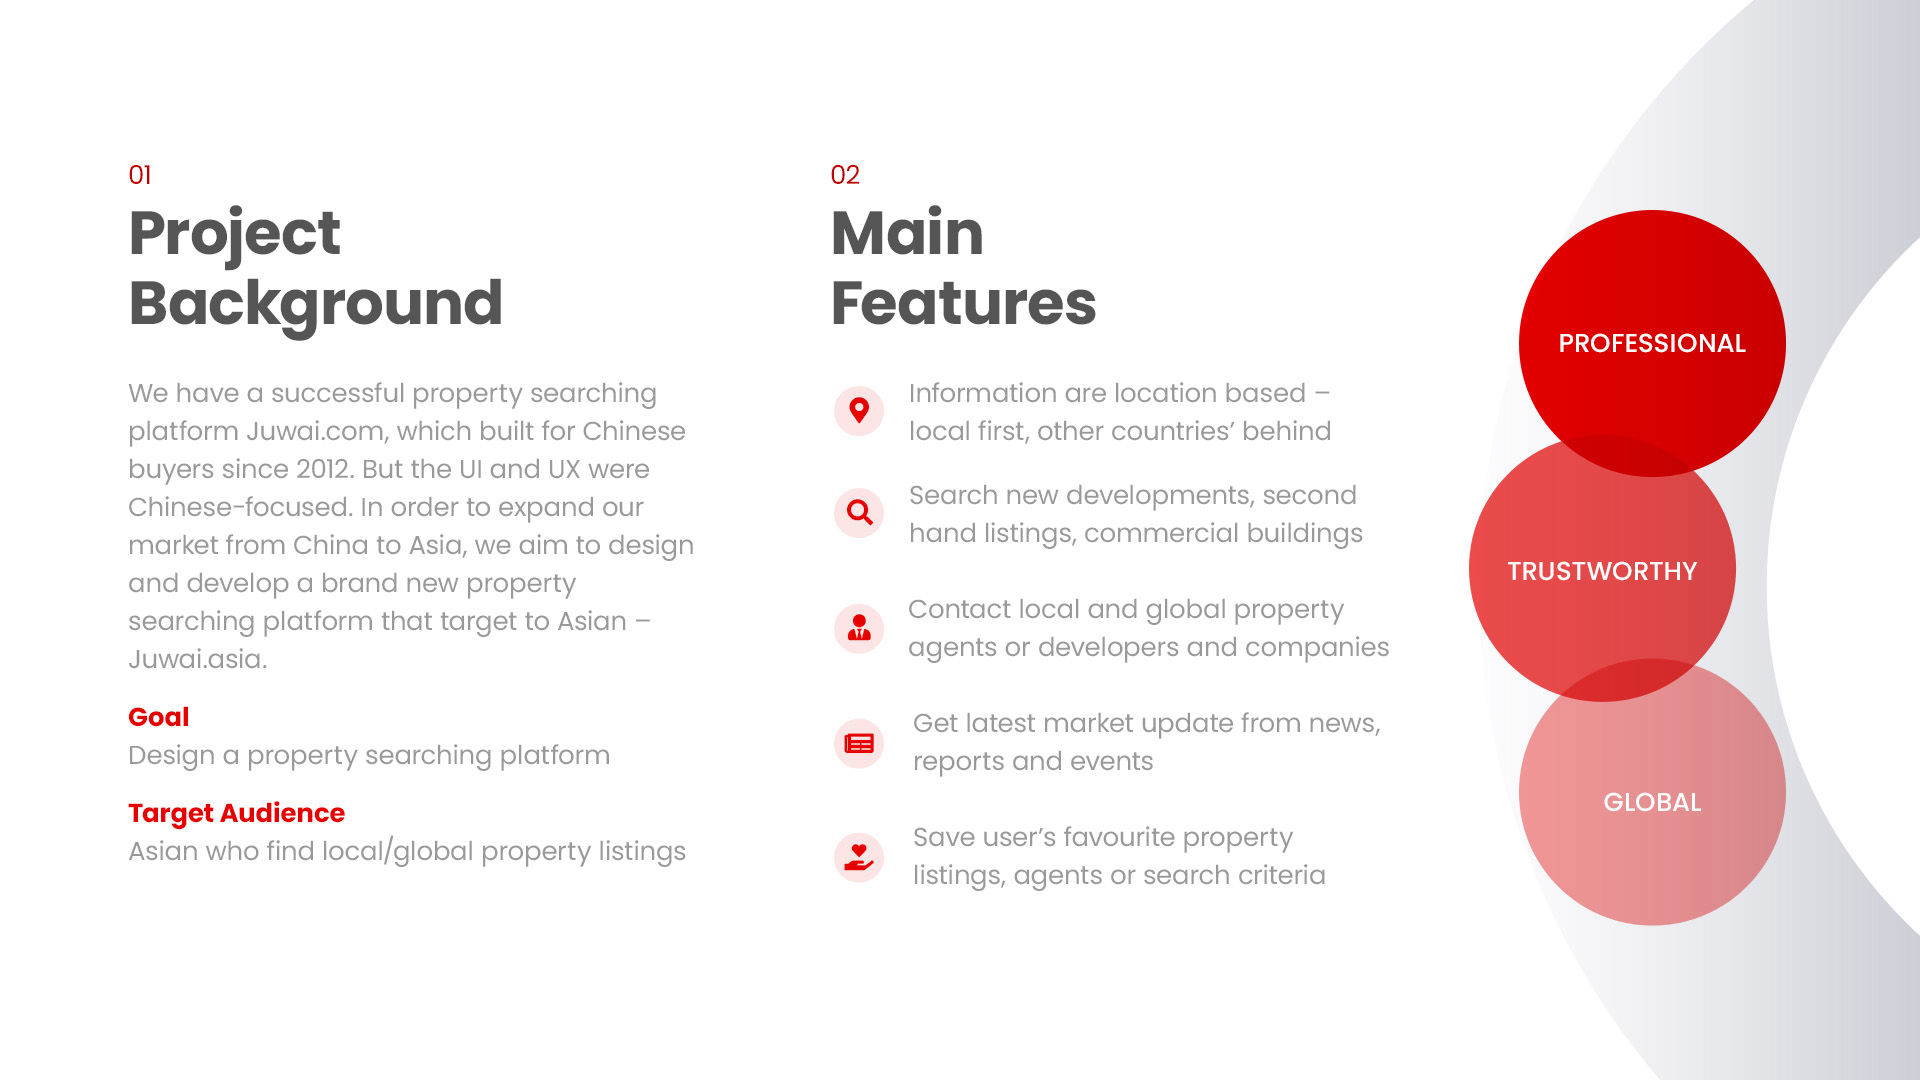 01
Project
Background
We have a successful property searching
platform Juwai.com, which built for Chinese
buyers since 2012. But the UI and UX were
Chinese-focused. In order to expand our
market from China to Asia, we aim to design
and develop a brand new property
searching platform that target to Asian –
Juwai.asia.
Goal
Design a property searching platform
Target Audience
Asian who find local/global property listings
02
Main
Features
Information are location based –
local first, other countries’ behind
Search new developments, second
hand listings, commercial buildings
Contact local and global property
agents or developers and companies
Get latest market update from news,
reports and events
Save user’s favourite property
listings, agents or search criteria
PROFESSIONAL
TRUSTWORTHY
GLOBAL